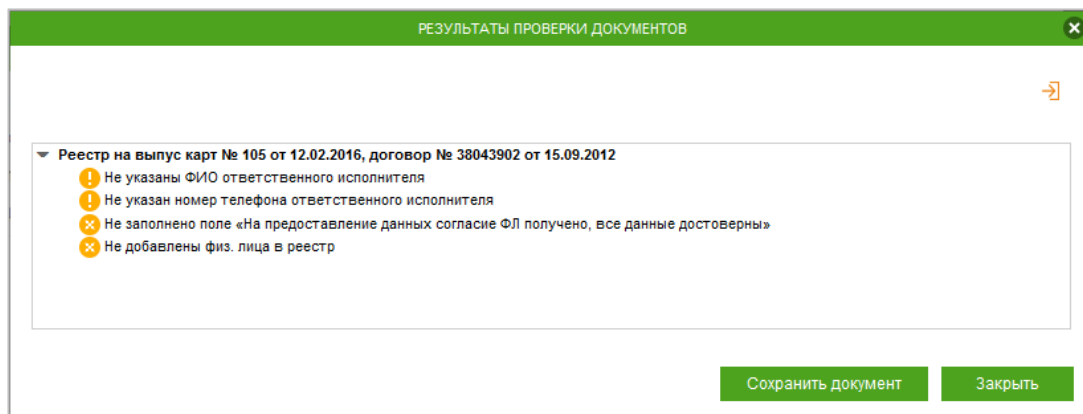 РЕЗУЛЬТАТЫ ПРОВЕРКИ ДОКУМЕНТОВ
Реестр на выпус карт № 105 от 12.02.2016, договор № 38043902 от 15.09.2012
Не указаны ФИО ответственного исполнителя
Не указан номер телефона ответственного исполнителя
Не заполнено поле «На предоставление данных согласие ФЛ получено, все данные достоверны»
Не добавлены физ. лица в реестр
Сохранить документ
Закрыть